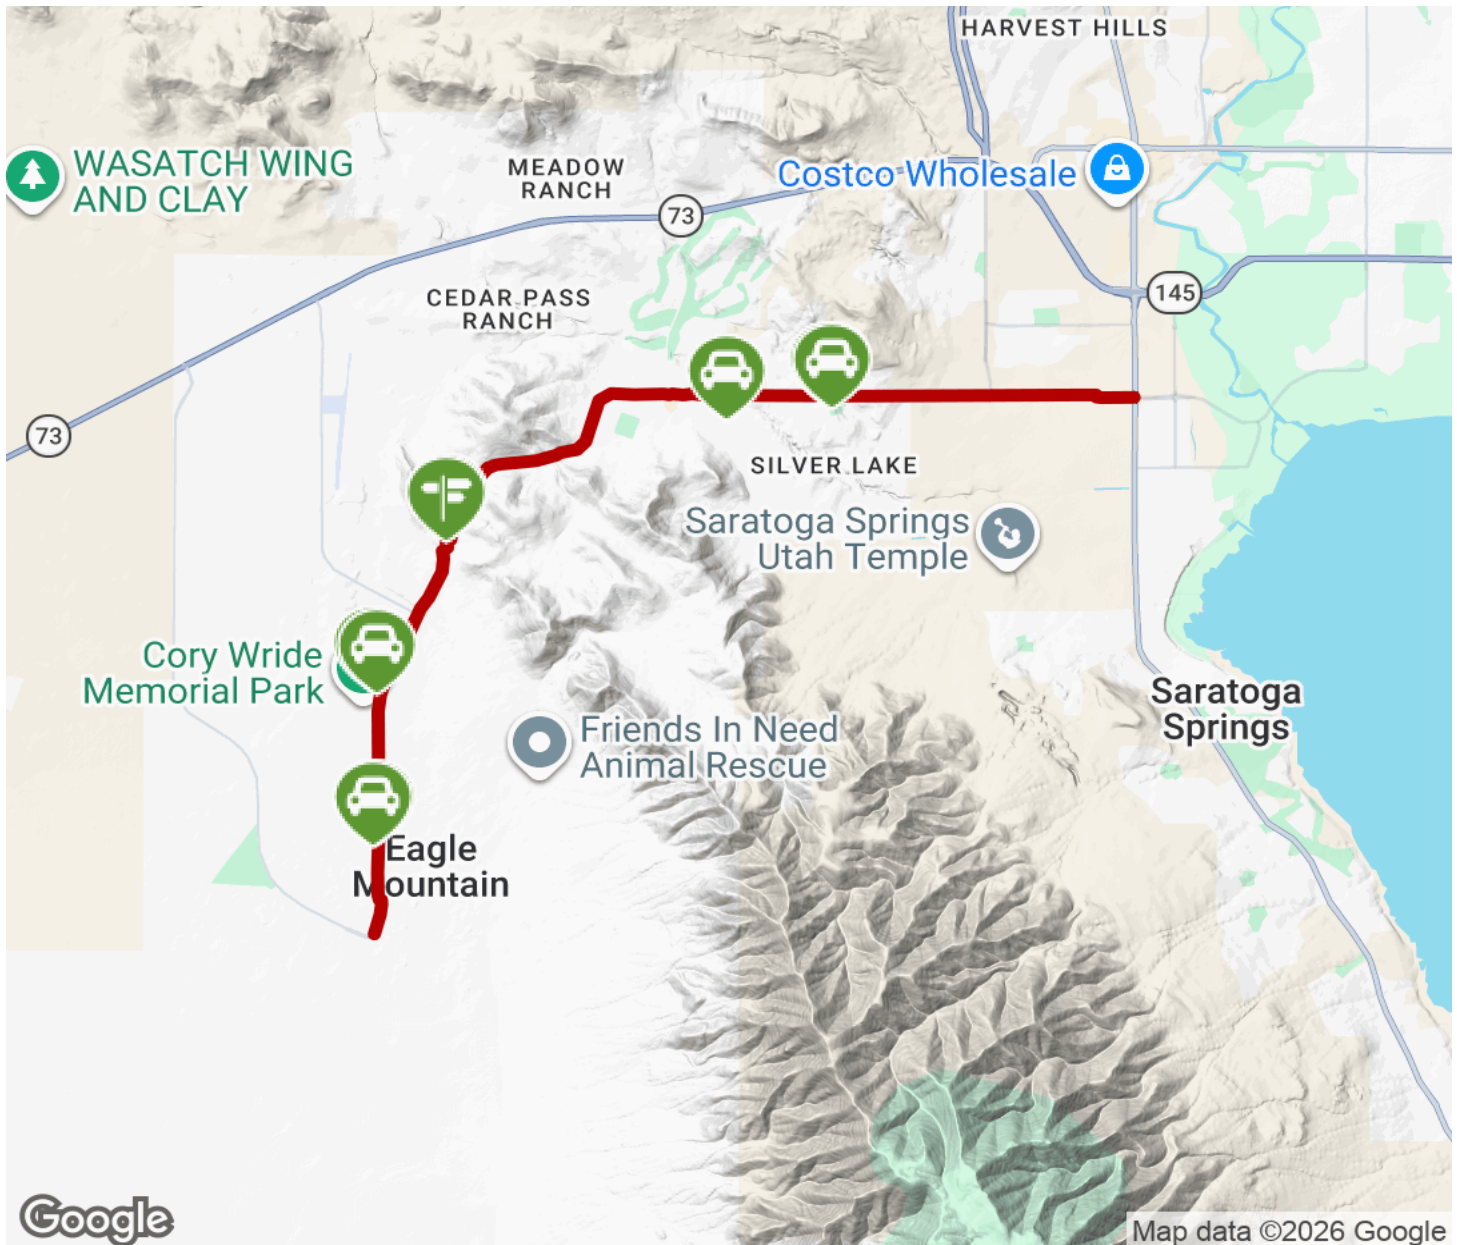 HARVEST HILLS
WASATCH WING
AND CLAY
MEADOW
RANCH
Costco Wholesale
73
CEDAR PASS
RANCH
145
73
SILVER LAKE
Saratoga Springs
Utah Temple
Cory Wride
Memorial Park
Saratoga
Springs
Friends In Need
Animal Rescue
Eagle
Mountain
Google
Map data ©2026 Google